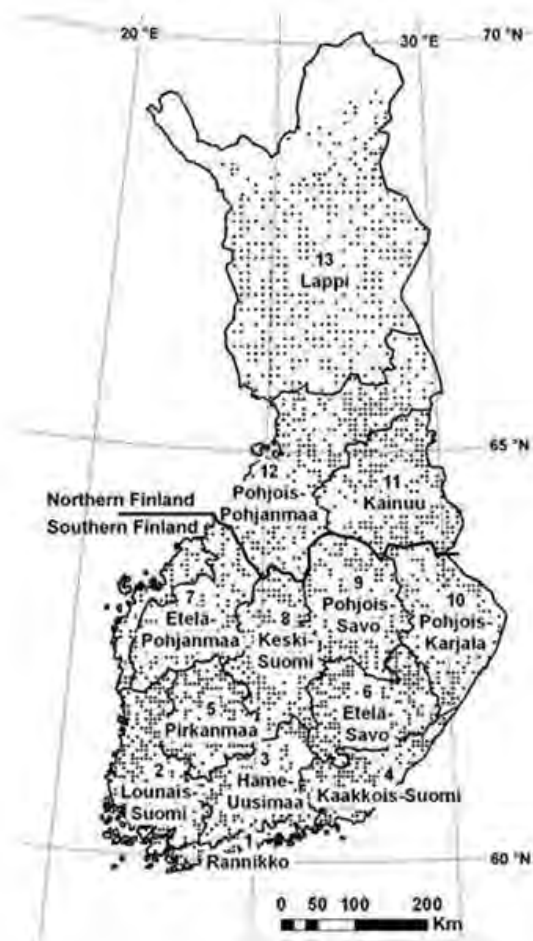 20 °E
30 °E
70 °N
13
Lappi
65 °N
12
Pohjois-
Pohjanmaa
11
Kainuu
Northern Finland
Southern Finland
7
Etelä-
Pohjanmaa
8
Keski-
Suomi
9
Pohjois-
Savo
10
Pohjois-
Karjala
5
Pirkanmaa
6
Etelä-
Savo
2
Lounais-
Suomi
3
Häme-
Uusimaa
4
Kaakkois-Suomi
1
Rannikko
60 °N
0 50 100 200
Km